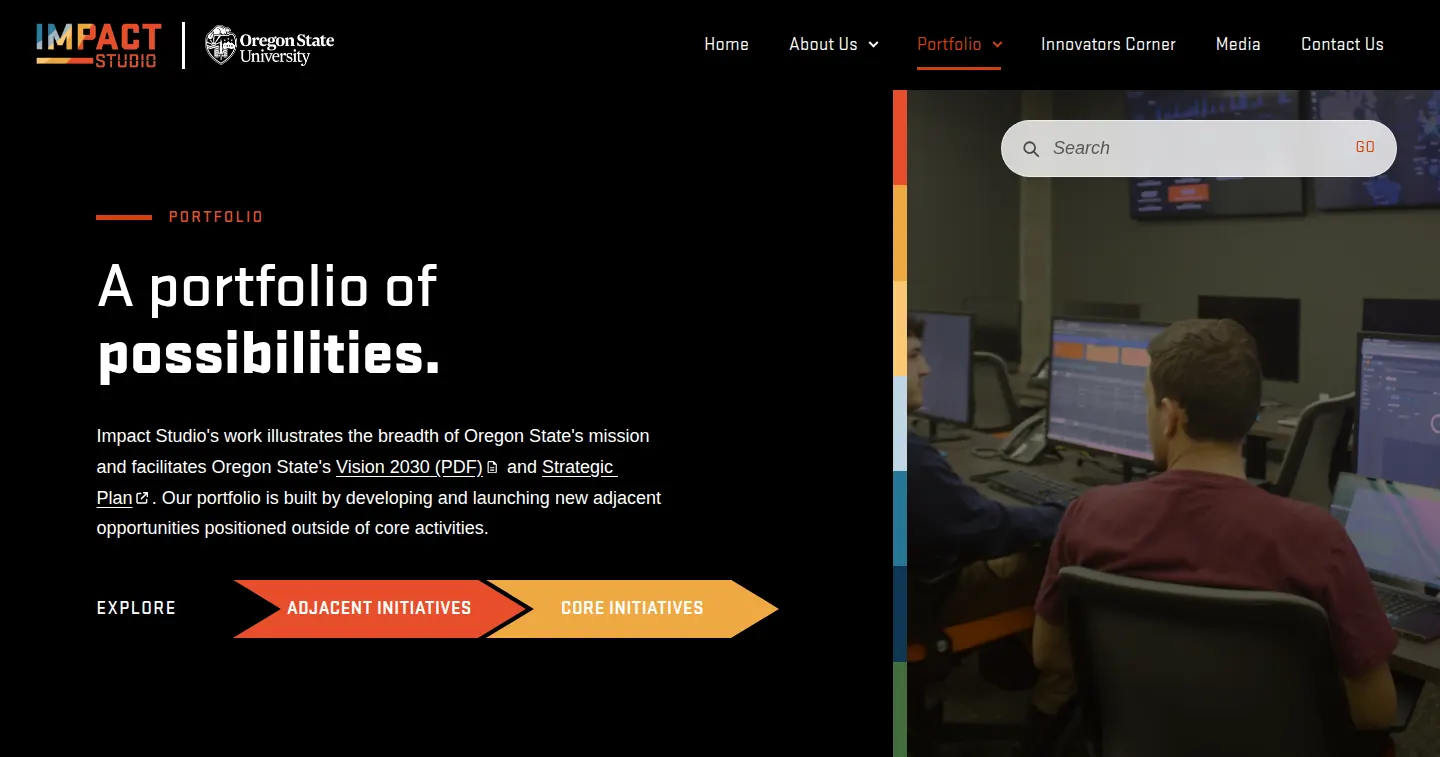 IMPACT
STUDIO
Oregon State
University
Home
About Us
Portfolio
Innovators Corner
Media
Contact Us
Search
GO
PORTFOLIO
A portfolio of
possibilities.
Impact Studio's work illustrates the breadth of Oregon State's mission
and facilitates Oregon State's Vision 2030 (PDF) and Strategic
Plan. Our portfolio is built by developing and launching new adjacent
opportunities positioned outside of core activities.
EXPLORE
ADJACENT INITIATIVES
CORE INITIATIVES